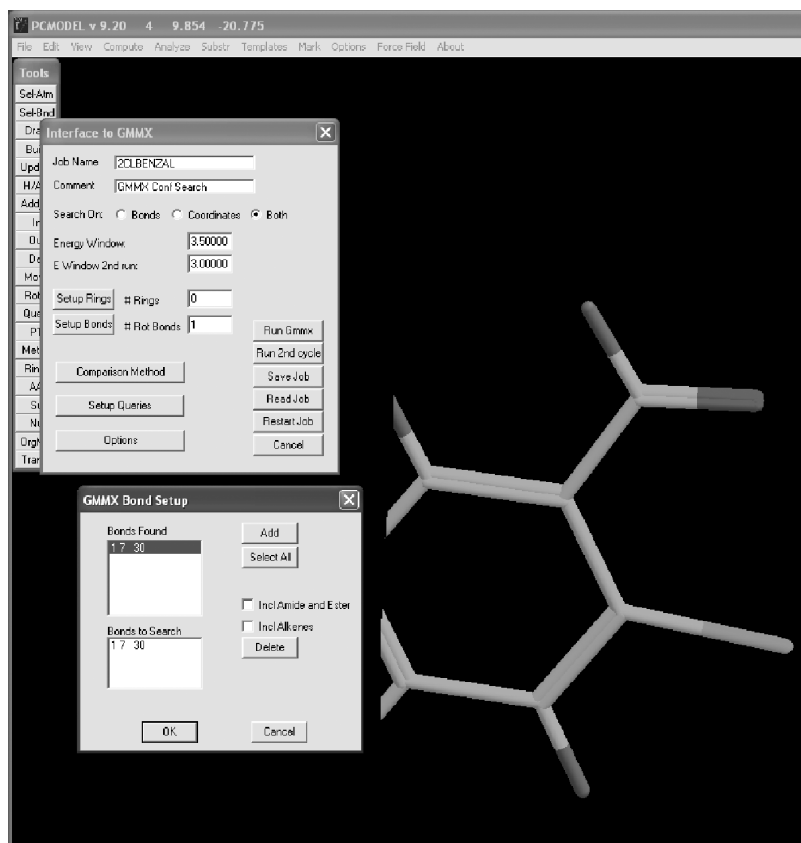 PCMODEL v 9.20 4 9.854 -20.775
File Edit View Compute Analyze Substr Templates Mark Options Force Field About
Tools
Sel-Atm
Sel-Bnd
H/A
Interface to GMMX
Job Name 2CLBENZAL
Comment GMMX Conf Search
Search On: Bonds Coordinates Both
Energy Window: 3.50000
E Window 2nd run: 3.00000
Setup Rings # Rings 0
Setup Bonds # Rot Bonds 1
Run Gmmx
Run 2nd cycle
Comparison Method
Save Job
Setup Queries
Read Job
Restart Job
Options
Cancel
GMMX Bond Setup
Bonds Found
1 7 30
Add
Select All
Incl Amide and Ester
Incl Alkenes
Bonds to Search
1 7 30
Delete
OK
Cancel